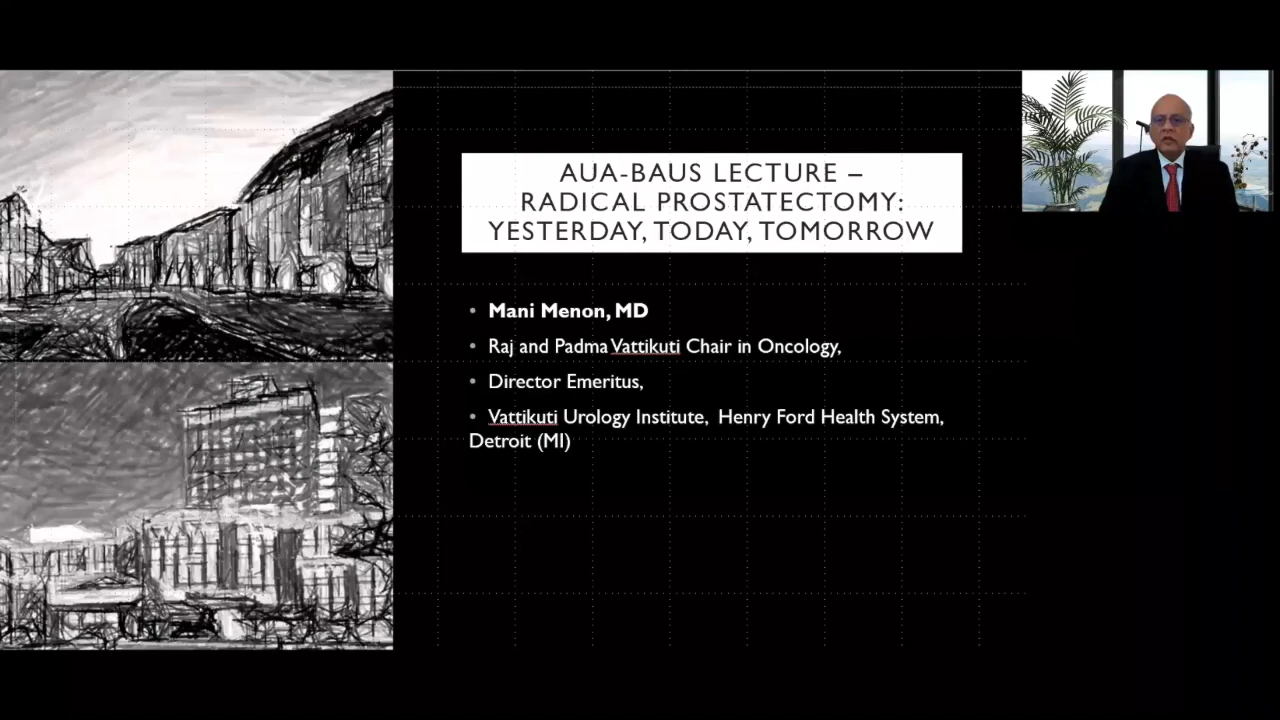 AUA-BAUS LECTURE –
RADICAL PROSTATECTOMY:
YESTERDAY, TODAY, TOMORROW
• Mani Menon, MD
• Raj and Padma Vattikuti Chair in Oncology,
• Director Emeritus,
• Vattikuti Urology Institute, Henry Ford Health System,
Detroit (MI)